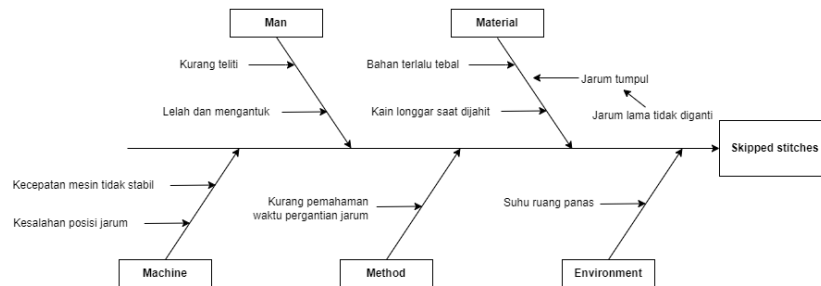 Man
Material
Kurang teliti
Bahan terlalu tebal
Jarum tumpul
Lelah dan mengantuk
Kain longgar saat dijahit
Jarum lama tidak diganti
Skipped stitches
Kecepatan mesin tidak stabil
Kurang pemahaman
waktu pergantian jarum
Suhu ruang panas
Kesalahan posisi jarum
Machine
Method
Environment